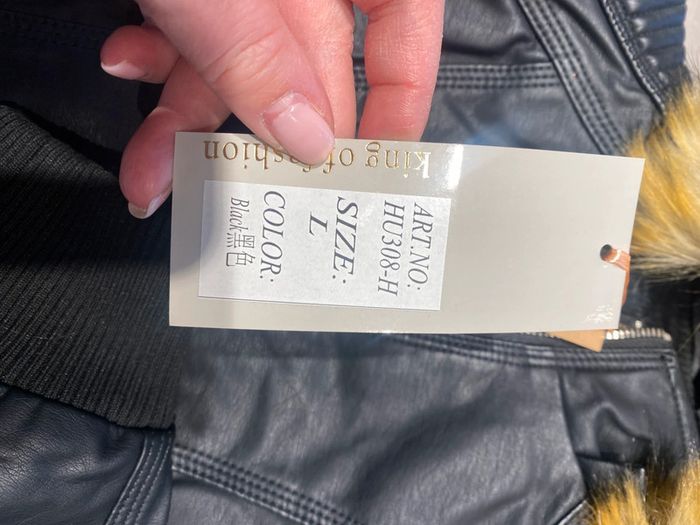 king of fashion
ART.NO:
HU308-H
SIZE:
L
COLOR:
Black黑色